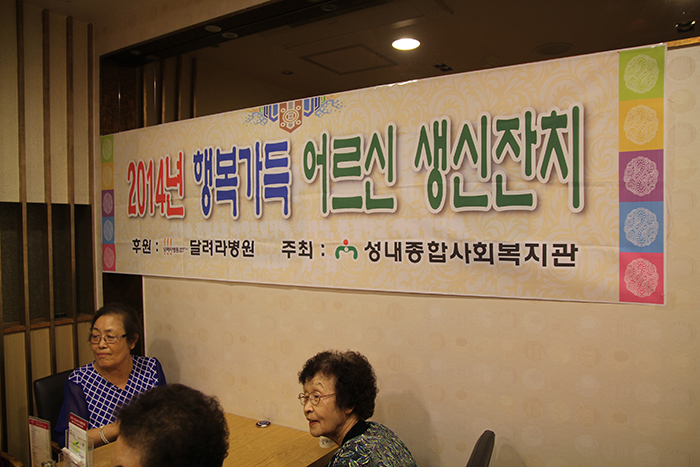 2014년 행복가득 어르신 생신잔치
후원 : 달려라병원 주최 : 성내종합사회복지관